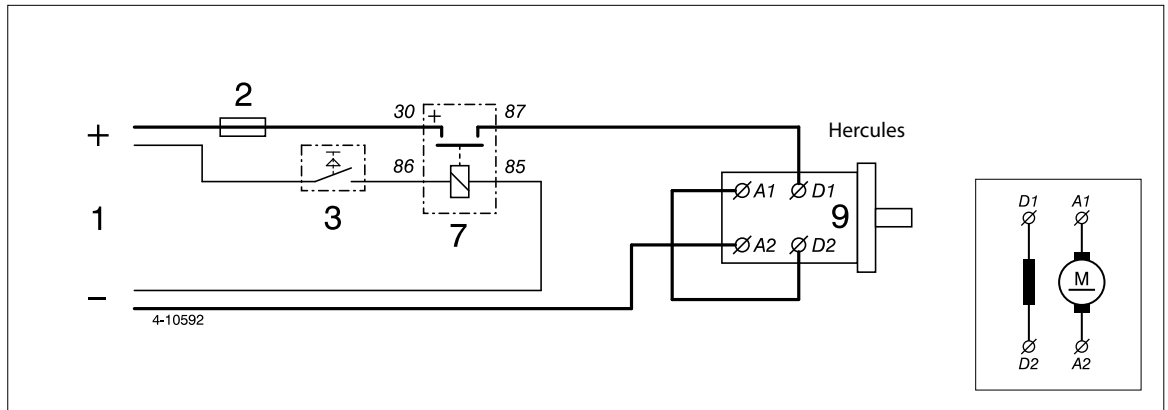 2
30 + 87
Hercules
+
86 85
3
7
1
A1 D1
9
A2 D2
−
4-10592
D1 A1
M
D2 A2